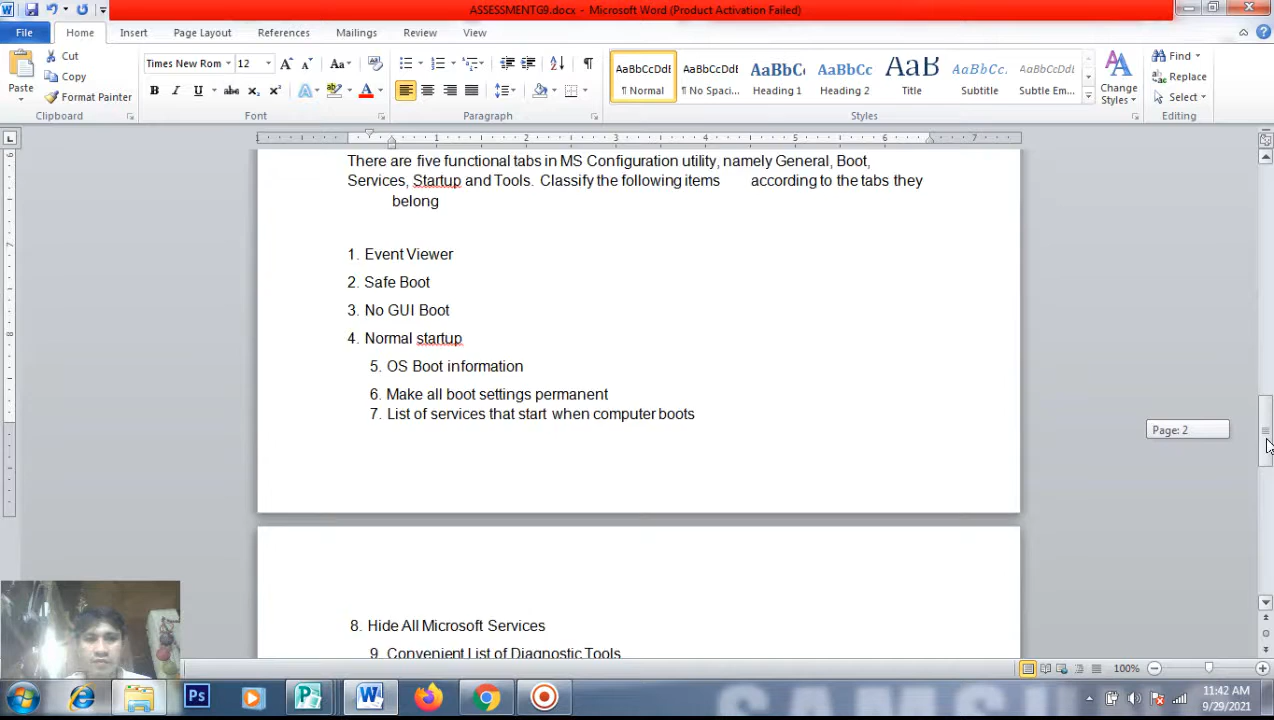 ASSESSMENTG9.docx - Microsoft Word (Product Activation Failed)
File Home Insert Page Layout References Mailings Review View
Paste
Cut
Copy
Format Painter
Clipboard
Times New Rom 12
Font
Paragraph
AaBbCcDdE AaBbCcDdE AaBbCc AaBbCc AaB AaBbCc. AaBbCcDd
¶ Normal ¶ No Spaci... Heading 1 Heading 2 Title Subtitle Subtle Em...
Change Styles
Styles
Find
Replace
Select
Editing
There are five functional tabs in MS Configuration utility, namely General, Boot,
Services, Startup and Tools. Classify the following items according to the tabs they
belong
1. Event Viewer
2. Safe Boot
3. No GUI Boot
4. Normal startup
5. OS Boot information
6. Make all boot settings permanent
7. List of services that start when computer boots
Page: 2
8. Hide All Microsoft Services
9. Convenient List of Diagnostic Tools
100%
SAMSU
11:42 AM
9/29/2021